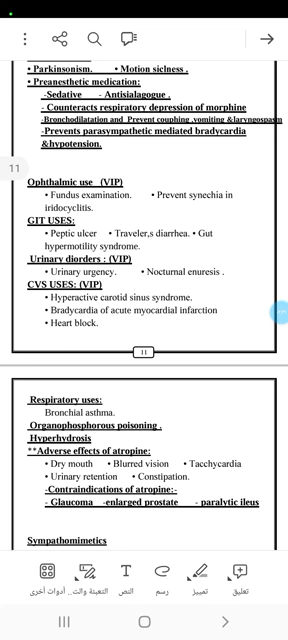 • Parkinsonism. • Motion siclness .
• Preanesthetic medication:
-Sedative - Antisialagogue .
- Counteracts respiratory depression of morphine
-Bronchodilatation and Prevent couphing ,vomiting &laryngospasm
-Prevents parasympathetic mediated bradycardia
&hypotension.
11
Ophthalmic use (VIP)
• Fundus examination. • Prevent synechia in
iridocyclitis.
GIT USES:
• Peptic ulcer • Traveler,s diarrhea. • Gut
hypermotility syndrome.
Urinary diorders : (VIP)
• Urinary urgency. • Nocturnal enuresis .
CVS USES: (VIP)
• Hyperactive carotid sinus syndrome.
• Bradycardia of acute myocardial infarction
• Heart block.
11
Respiratory uses:
Bronchial asthma.
Organophosphorous poisoning .
Hyperhydrosis
**Adverse effects of atropine:
• Dry mouth • Blurred vision • Tacchycardia
• Urinary retention • Constipation.
-Contraindications of atropine:-
- Glaucoma -enlarged prostate - paralytic ileus
Sympathomimetics
تعليق تمييز رسم النص التعبئة والت... أدوات أخرى